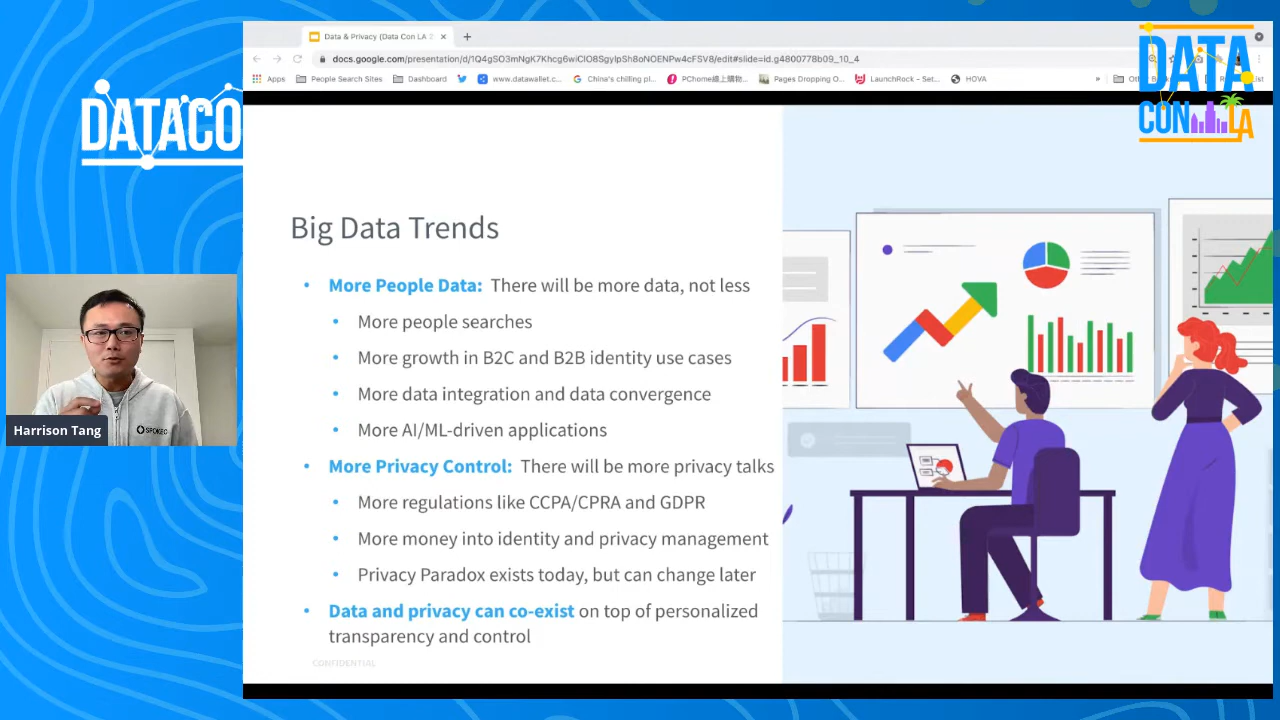 Data & Privacy (Data Con LA 2
docs.google.com/presentation/d/1Q4gSO3mNgK7Khcg6wiCIO8SgyIpSh8oNOENPw4cFSV8/edit#slide=id.g4800778b09_10_4
Apps People Search Sites Dashboard www.datawallet.c... China's chilling pl... PChome線上購物... Pages Dropping O... LaunchRock – Set... HOVA » List
DATA
CON LA
DATACO
Big Data Trends
• More People Data: There will be more data, not less
• More people searches
• More growth in B2C and B2B identity use cases
• More data integration and data convergence
• More AI/ML-driven applications
• More Privacy Control: There will be more privacy talks
• More regulations like CCPA/CPRA and GDPR
• More money into identity and privacy management
• Privacy Paradox exists today, but can change later
• Data and privacy can co-exist on top of personalized
transparency and control
CONFIDENTIAL
SPOKEO
Harrison Tang